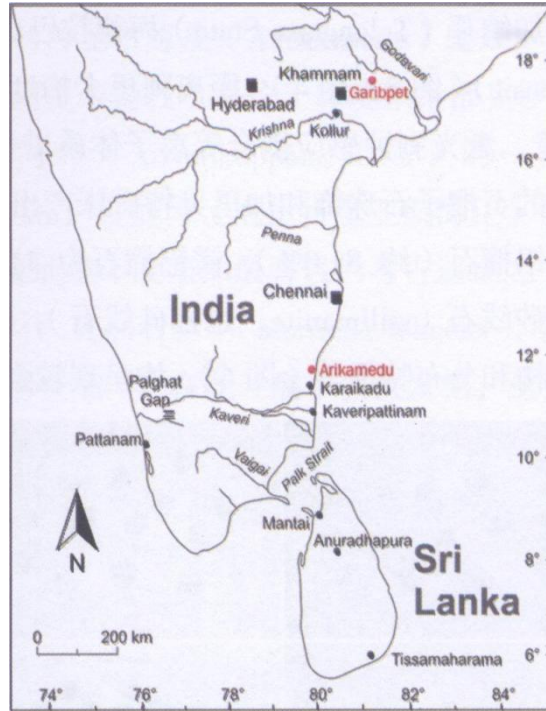 Godavari
18°
Khammam
Garibpet
Hyderabad
Krishna
Kollur
16°
Penna
14°
Chennai
India
12°
Arikamedu
Karaikadu
Palghat
Gap
Kaveri
Kaveripattinam
Pattanam
10°
Vaigai
Palk Strait
Mantai
Anuradhapura
N
8°
Sri
Lanka
0
200 km
Tissamaharama
6°
74°
76°
78°
80°
82°